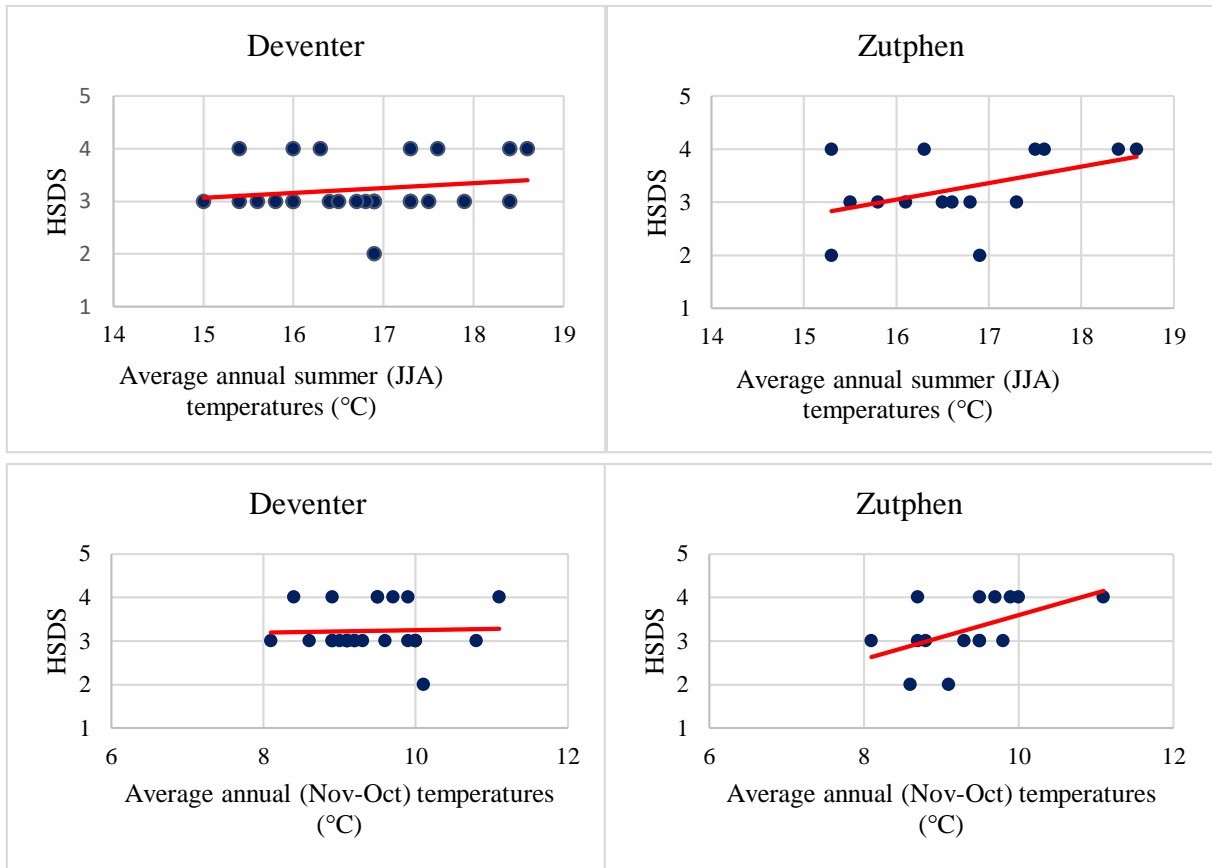 Deventer
5
4
3
2
1
HSDS
14 15 16 17 18 19
Average annual summer (JJA)
temperatures (°C)
Zutphen
5
4
3
2
1
HSDS
14 15 16 17 18 19
Average annual summer (JJA)
temperatures (°C)
Deventer
5
4
3
2
1
HSDS
6 8 10 12
Average annual (Nov-Oct) temperatures
(°C)
Zutphen
5
4
3
2
1
HSDS
6 8 10 12
Average annual (Nov-Oct) temperatures
(°C)